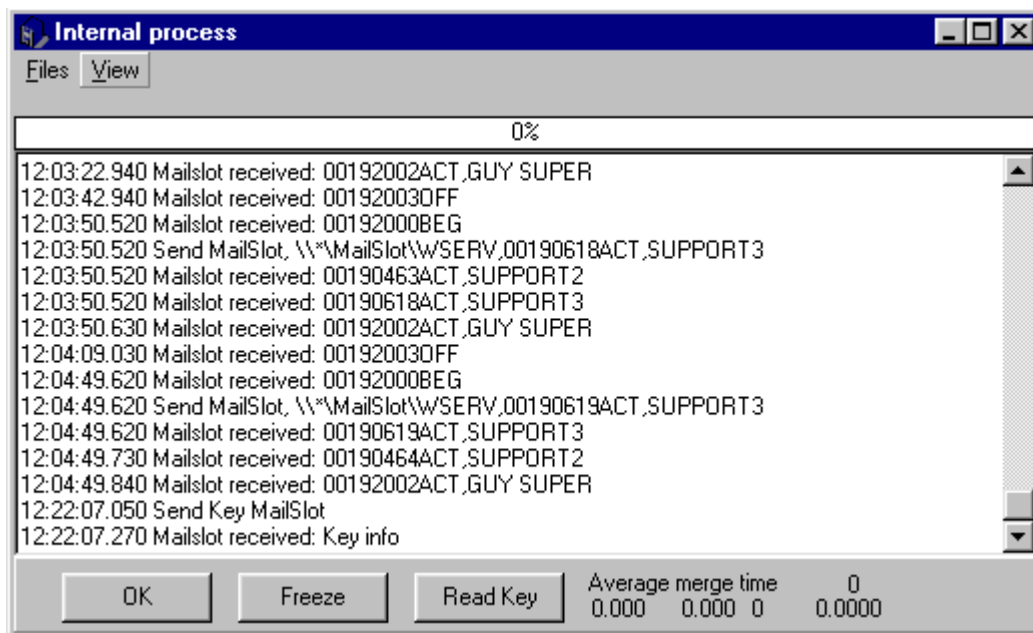 Internal process
Files View
0%
12:03:22.940 Mailslot received: 00192002ACT,GUY SUPER
12:03:42.940 Mailslot received: 00192003OFF
12:03:50.520 Mailslot received: 00192000BEG
12:03:50.520 Send MailSlot, \\*\MailSlot\WSERV,00190618ACT,SUPPORT3
12:03:50.520 Mailslot received: 00190463ACT,SUPPORT2
12:03:50.520 Mailslot received: 00190618ACT,SUPPORT3
12:03:50.630 Mailslot received: 00192002ACT,GUY SUPER
12:04:09.030 Mailslot received: 00192003OFF
12:04:49.620 Mailslot received: 00192000BEG
12:04:49.620 Send MailSlot, \\*\MailSlot\WSERV,00190619ACT,SUPPORT3
12:04:49.620 Mailslot received: 00190619ACT,SUPPORT3
12:04:49.730 Mailslot received: 00190464ACT,SUPPORT2
12:04:49.840 Mailslot received: 00192002ACT,GUY SUPER
12:22:07.050 Send Key MailSlot
12:22:07.270 Mailslot received: Key info
OK Freeze Read Key
Average merge time 0
0.000 0.000 0 0.0000